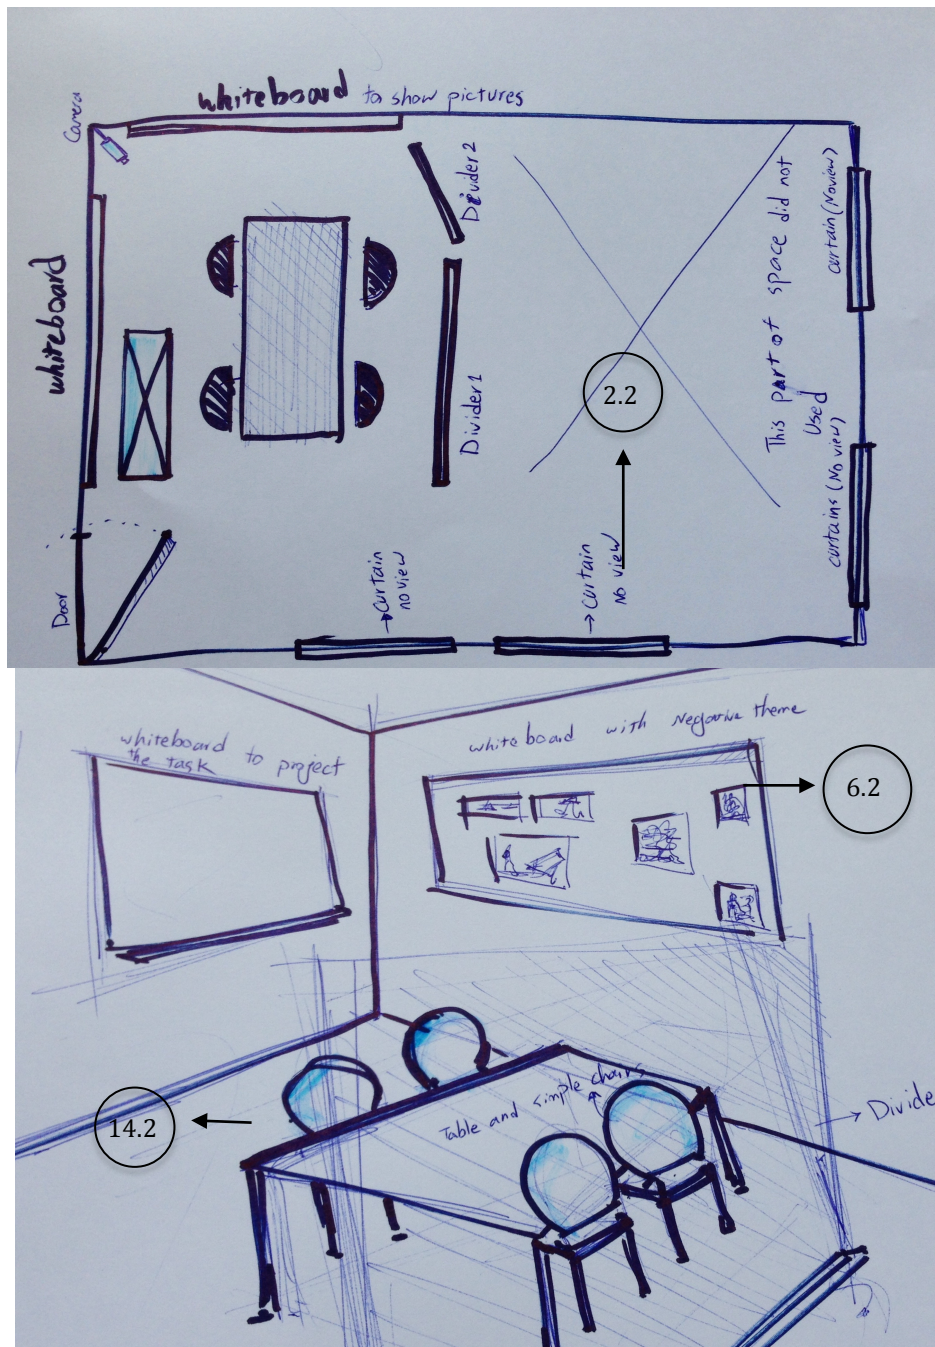 whiteboard to show pictures
Camera
whiteboard
Door
Divider 2
Divider 1
2.2
This part of space did not
Used
curtain (No view)
curtains (No view)
→ Curtain
no view
→ Curtain
No view
whiteboard to project
the task
white board with Negative theme
6.2
14.2
Table and simple chairs
→ Divide